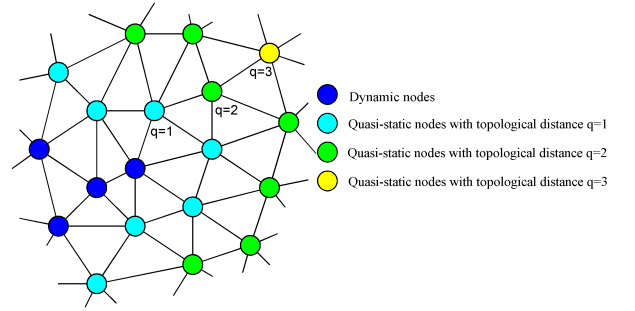 q=3
q=2
q=1
Dynamic nodes
Quasi-static nodes with topological distance q=1
Quasi-static nodes with topological distance q=2
Quasi-static nodes with topological distance q=3